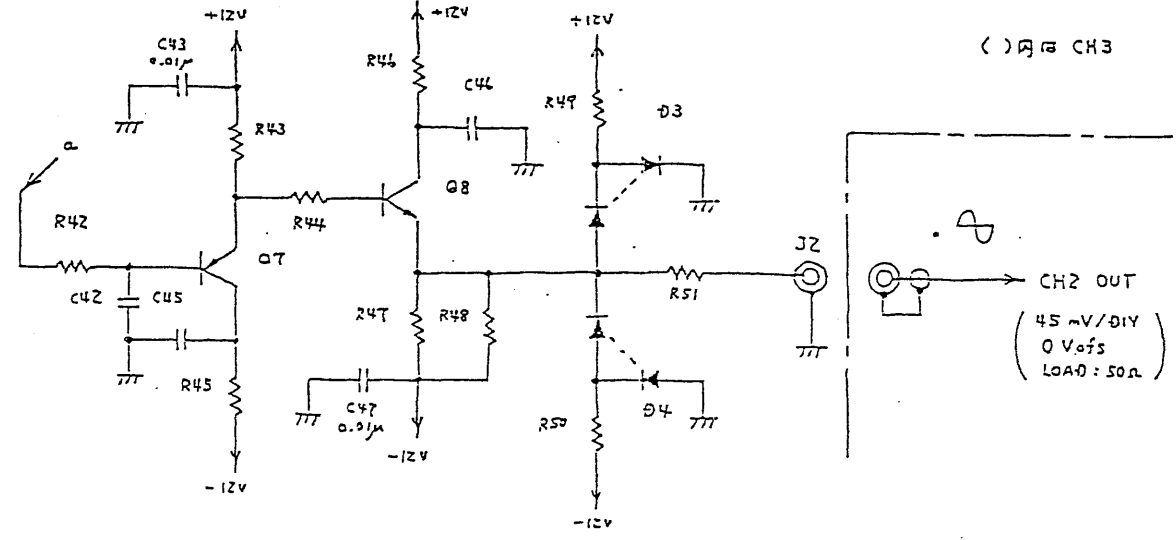 +12V
+12V
+12V
( )内は CH3
C43
0.01μ
R46
C46
R49
D3
R43
a
Q8
R42
R44
J2
Q7
CH2 OUT
R51
C42
C45
R47
R48
45 mV/DIV
0 Vofs
LOAD : 50Ω
R45
C47
0.01μ
D4
R50
-12V
-12V
-12V